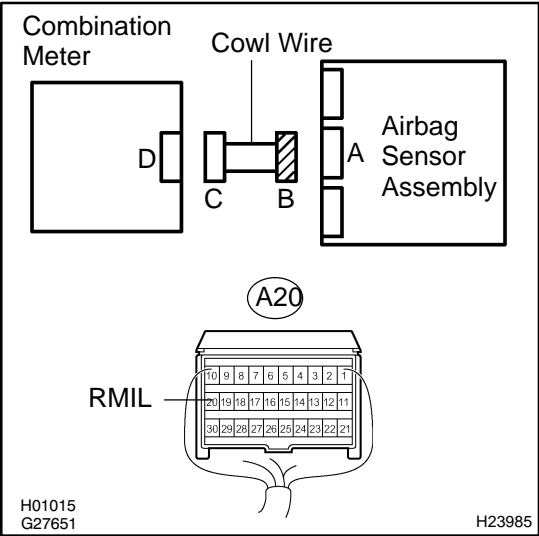 Combination
Meter
Cowl Wire
D
C
B
A
Airbag
Sensor
Assembly
A20
10 9 8 7 6 5 4 3 2 1
RMIL
20 19 18 17 16 15 14 13 12 11
30 29 28 27 26 25 24 23 22 21
H01015
G27651
H23985